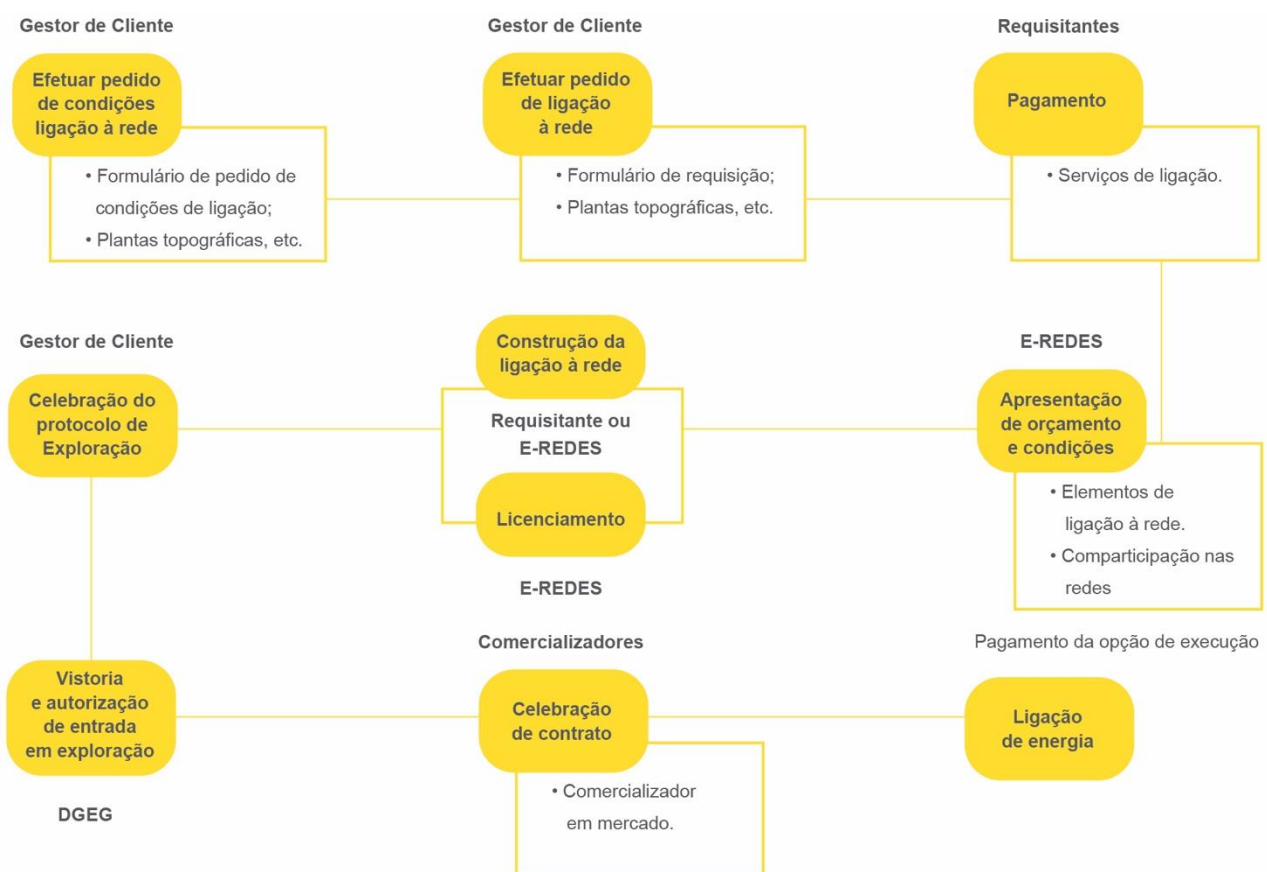 Gestor de Cliente
Efetuar pedido
de condições
ligação à rede
• Formulário de pedido de
condições de ligação;
• Plantas topográficas, etc.
Gestor de Cliente
Efetuar pedido
de ligação
à rede
• Formulário de requisição;
• Plantas topográficas, etc.
Requisitantes
Pagamento
• Serviços de ligação.
Gestor de Cliente
Celebração do
protocolo de
Exploração
Construção da
ligação à rede
Requisitante ou
E-REDES
Licenciamento
E-REDES
E-REDES
Apresentação
de orçamento
e condições
• Elementos de
ligação à rede.
• Comparticipação nas
redes
Pagamento da opção de execução
Vistoria
e autorização
de entrada
em exploração
DGEG
Comercializadores
Celebração
de contrato
• Comercializador
em mercado.
Ligação
de energia